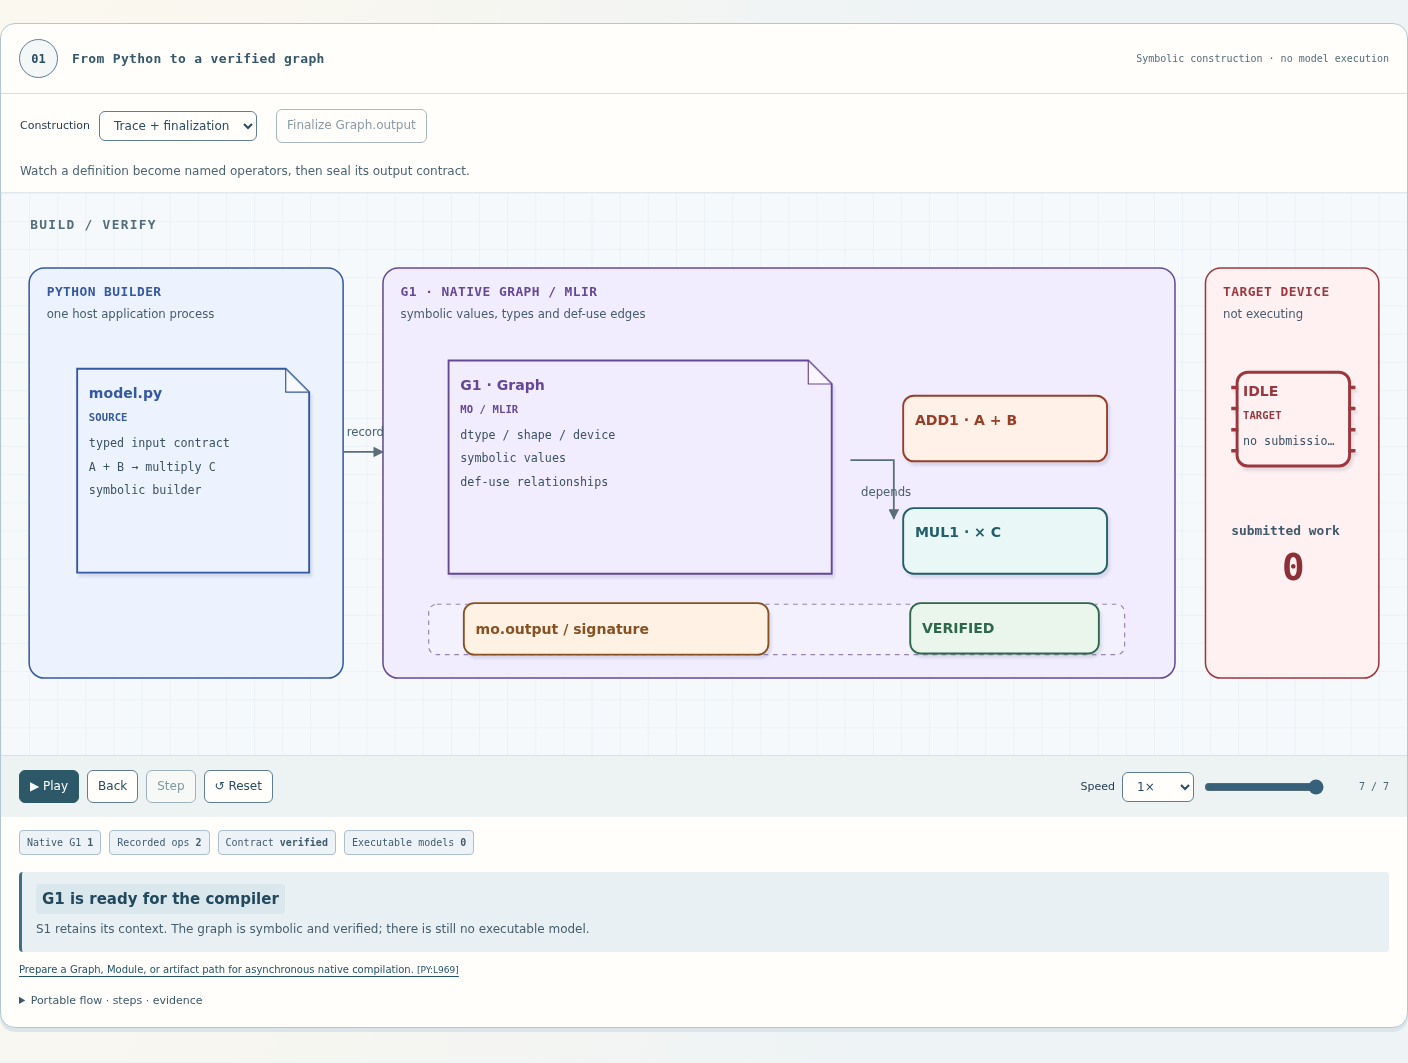 01 From Python to a verified graph
Symbolic construction · no model execution
Construction Trace + finalization Finalize Graph.output
Watch a definition become named operators, then seal its output contract.
BUILD / VERIFY
PYTHON BUILDER
one host application process
model.py
SOURCE
typed input contract
A + B → multiply C
symbolic builder
record
G1 · NATIVE GRAPH / MLIR
symbolic values, types and def-use edges
G1 · Graph
MO / MLIR
dtype / shape / device
symbolic values
def-use relationships
ADD1 · A + B
depends
MUL1 · × C
mo.output / signature
VERIFIED
TARGET DEVICE
not executing
IDLE
TARGET
no submissio…
submitted work
0
▶ Play Back Step ↺ Reset
Speed 1× 7 / 7
Native G1 1 Recorded ops 2 Contract verified Executable models 0
G1 is ready for the compiler
S1 retains its context. The graph is symbolic and verified; there is still no executable model.
Prepare a Graph, Module, or artifact path for asynchronous native compilation. [PY:L969]
▶ Portable flow · steps · evidence